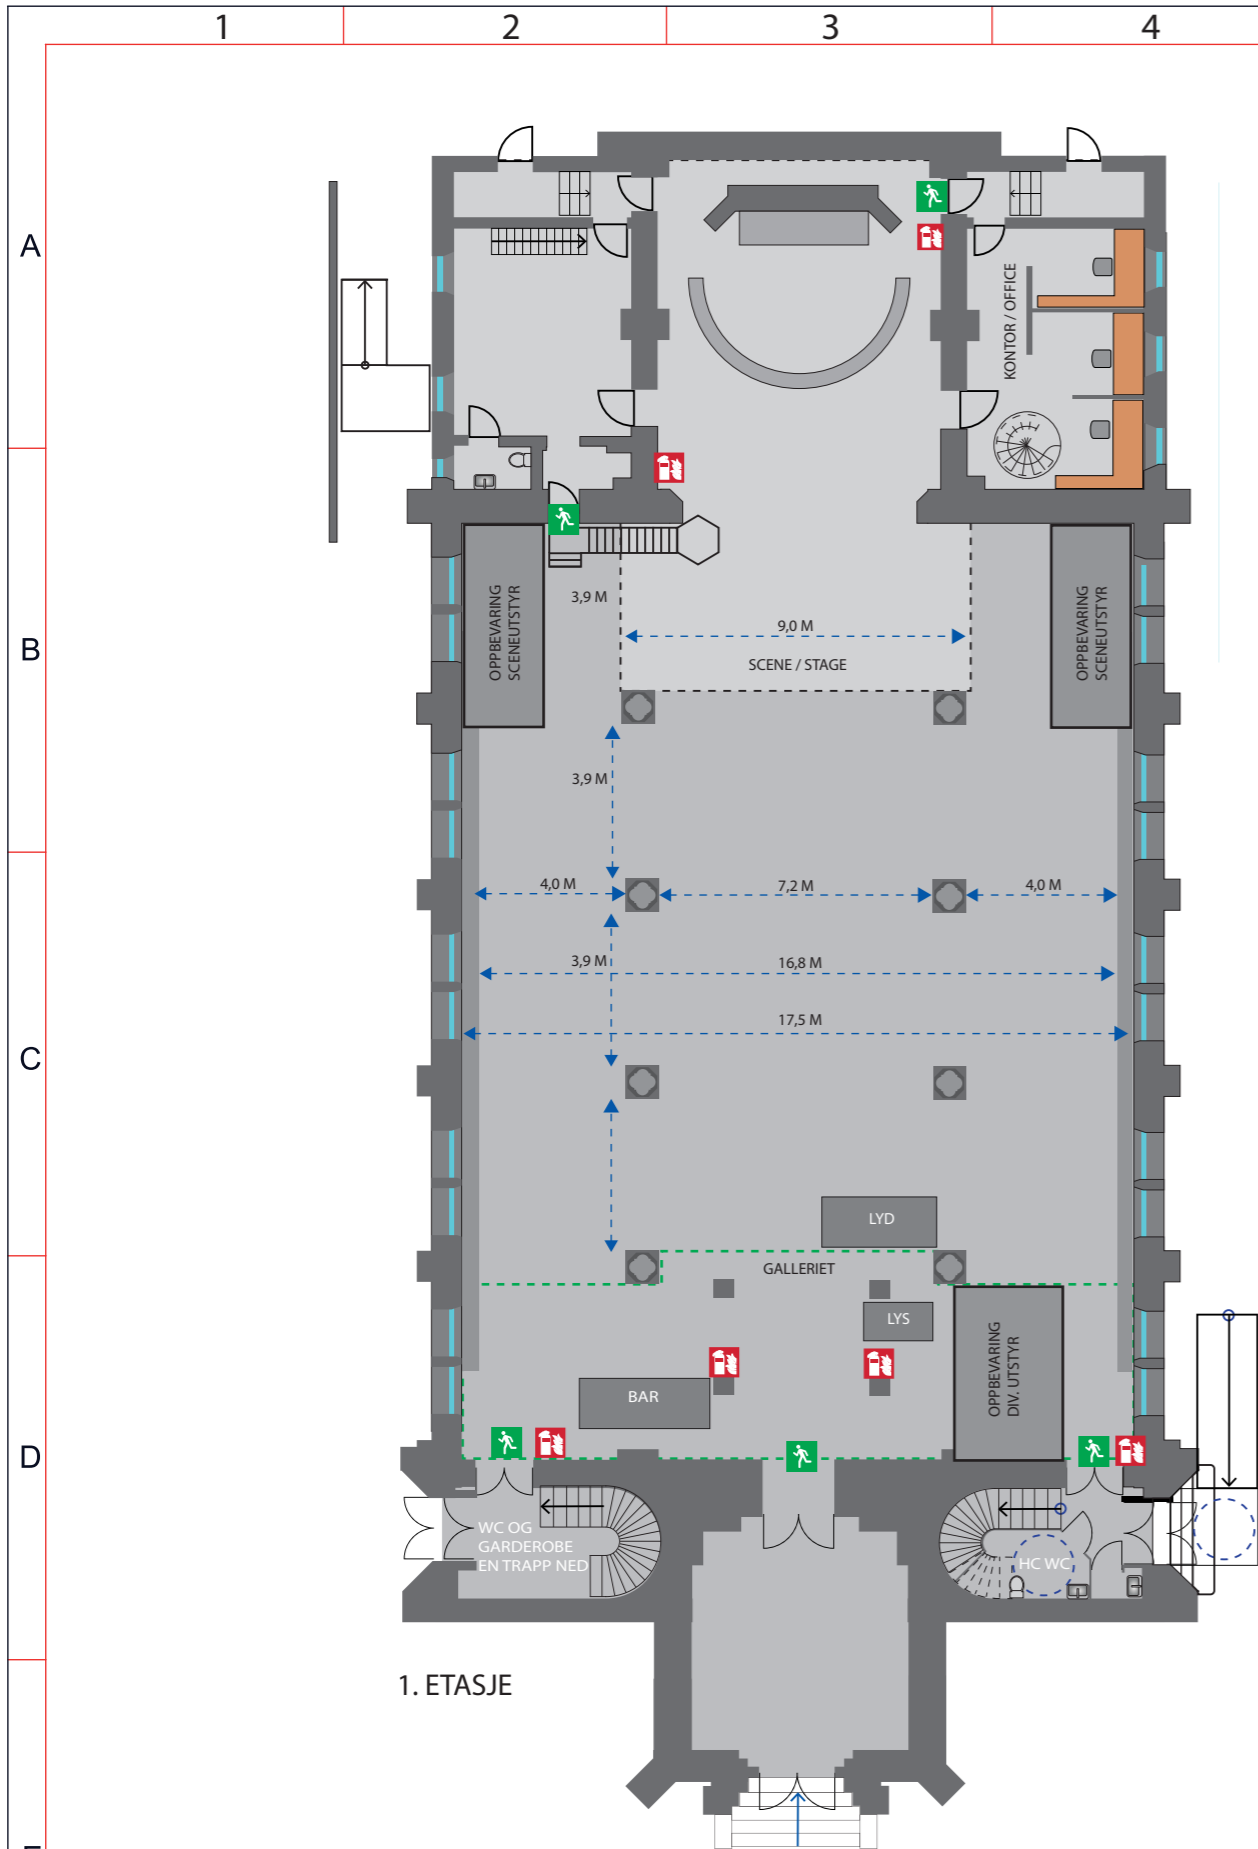 1
2
3
4
A
KONTOR / OFFICE
B
OPPBEVARING
SCENEUTSTYR
3,9 M
9,0 M
SCENE / STAGE
OPPBEVARING
SCENEUTSTYR
3,9 M
4,0 M
7,2 M
4,0 M
3,9 M
16,8 M
17,5 M
C
LYD
GALLERIET
LYS
OPPBEVARING
DIV. UTSTYR
BAR
D
WC OG
GARDEROBE
EN TRAPP NED
HC WC
1. ETASJE